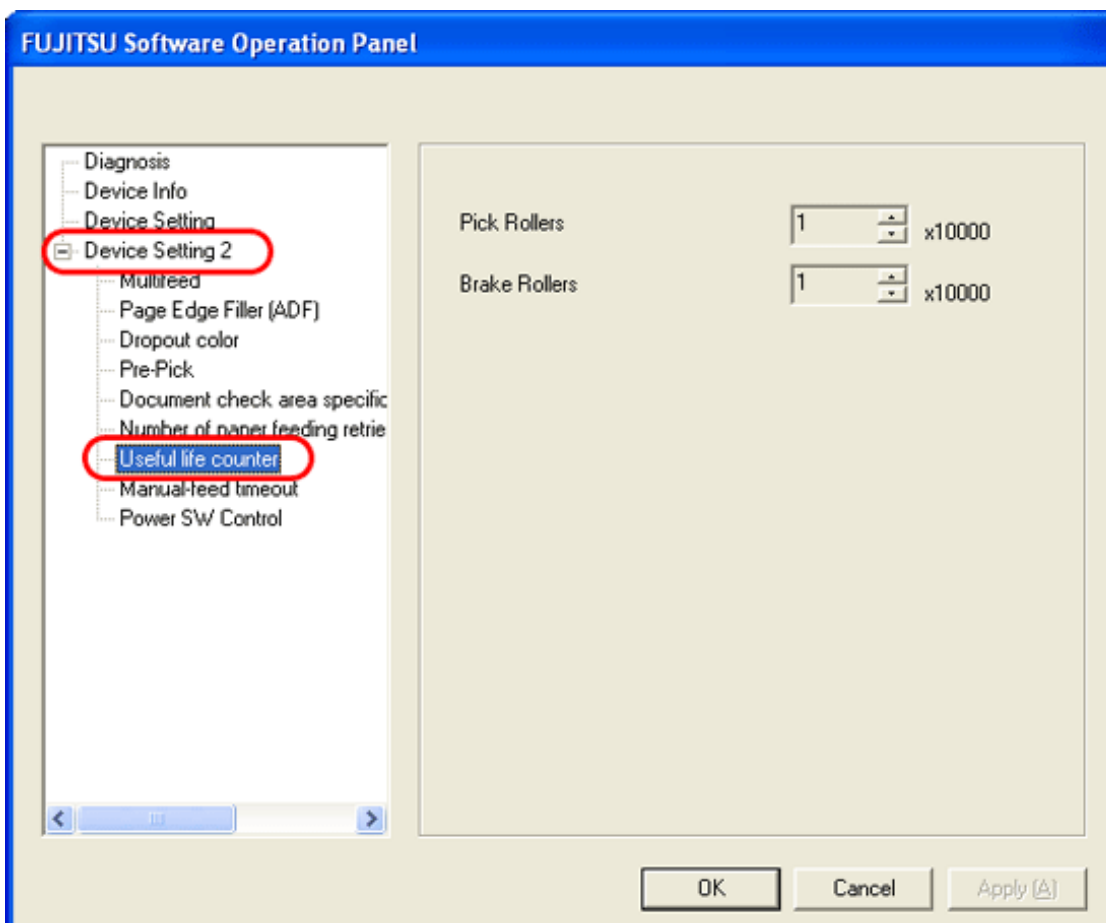 FUJITSU Software Operation Panel
Diagnosis
Device Info
Device Setting
Device Setting 2
Multifeed
Page Edge Filler (ADF)
Dropout color
Pre-Pick
Document check area specific
Number of paper feeding retrie
Useful life counter
Manual-feed timeout
Power SW Control
Pick Rollers 1 x10000
Brake Rollers 1 x10000
OK Cancel Apply (A)